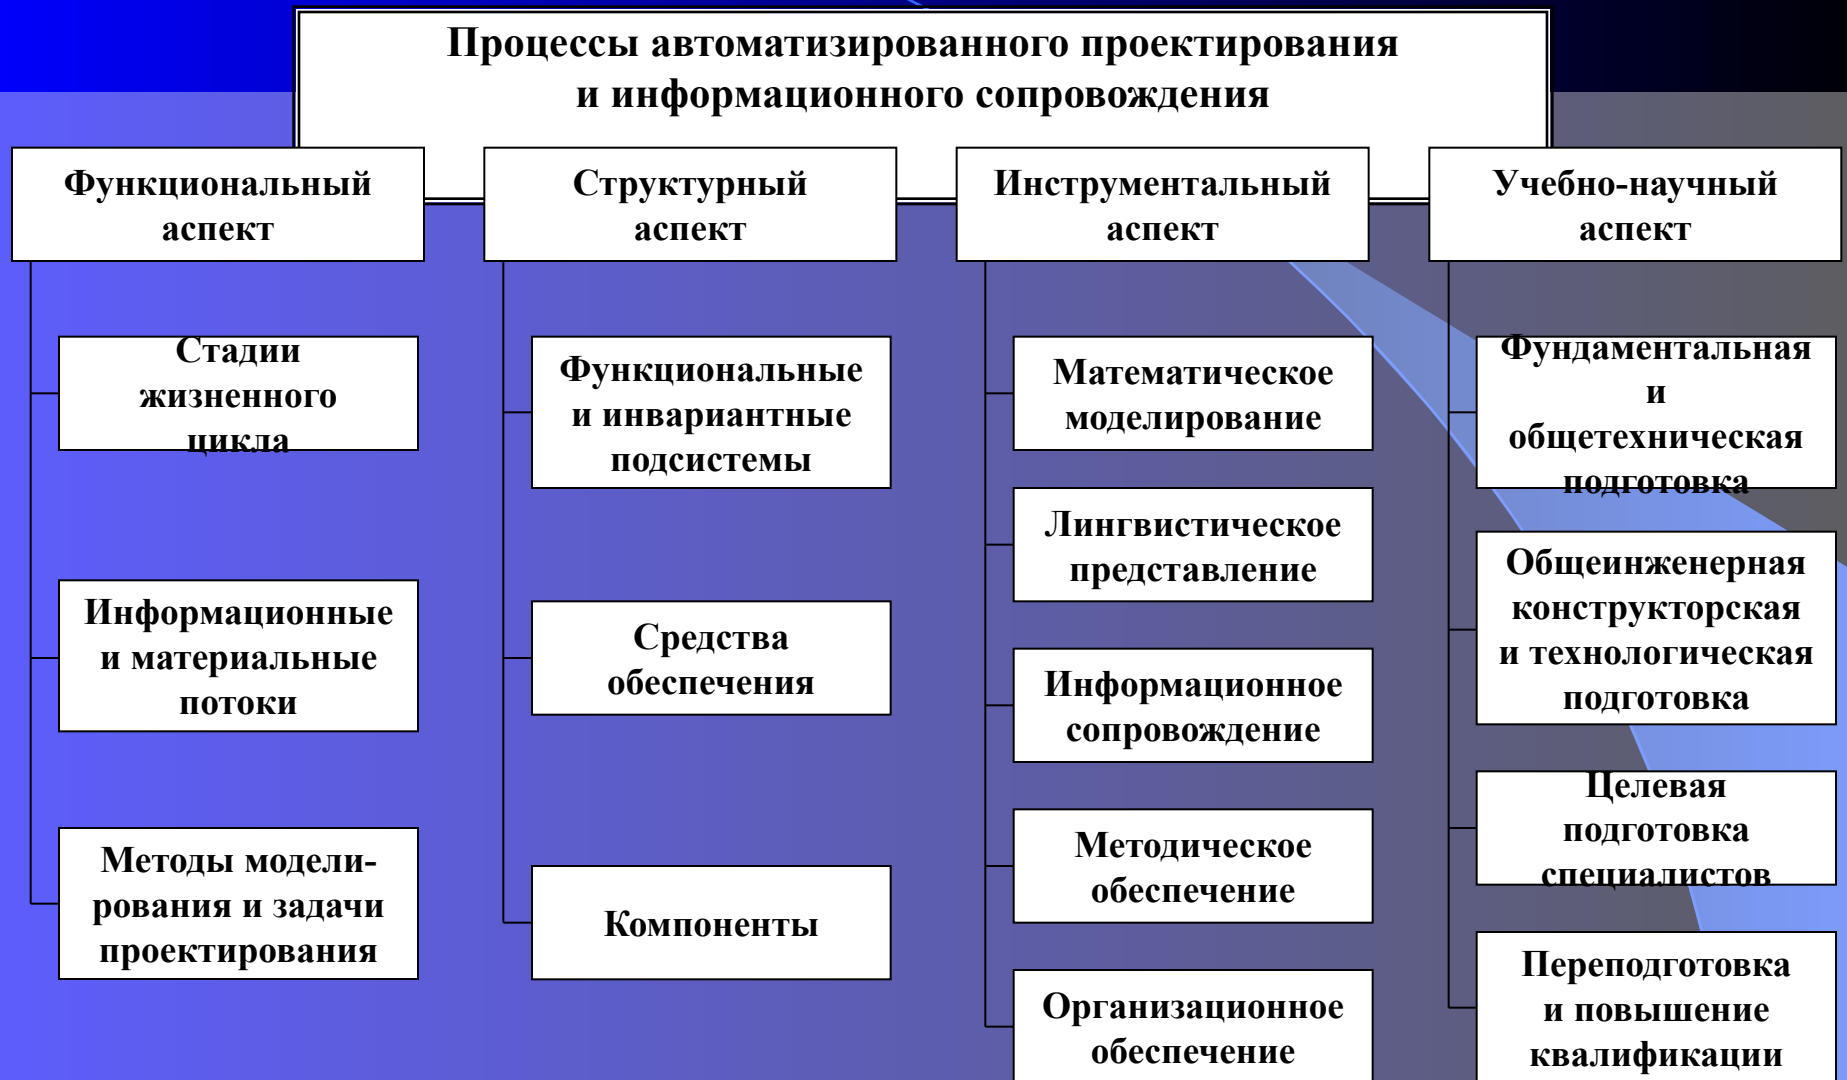 Процессы автоматизированного проектирования
и информационного сопровождения
Функциональный
аспект
Стадии
жизненного
цикла
Информационные
и материальные
потоки
Методы модели-
рования и задачи
проектирования
Структурный
аспект
Функциональные
и инвариантные
подсистемы
Средства
обеспечения
Компоненты
Инструментальный
аспект
Математическое
моделирование
Лингвистическое
представление
Информационное
сопровождение
Методическое
обеспечение
Организационное
обеспечение
Учебно-научный
аспект
Фундаментальная
и
общетехническая
подготовка
Общеинженерная
конструкторская
и технологическая
подготовка
Целевая
подготовка
специалистов
Переподготовка
и повышение
квалификации